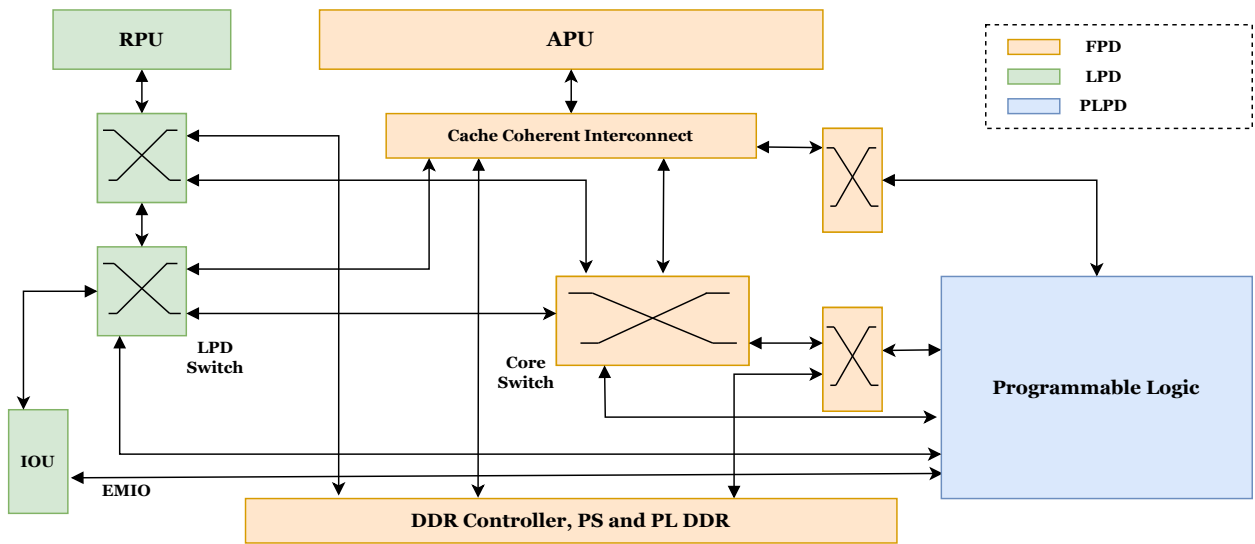 RPU
APU
FPD
LPD
PLPD
Cache Coherent Interconnect
LPD
Switch
Core
Switch
Programmable Logic
IOU
EMIO
DDR Controller, PS and PL DDR